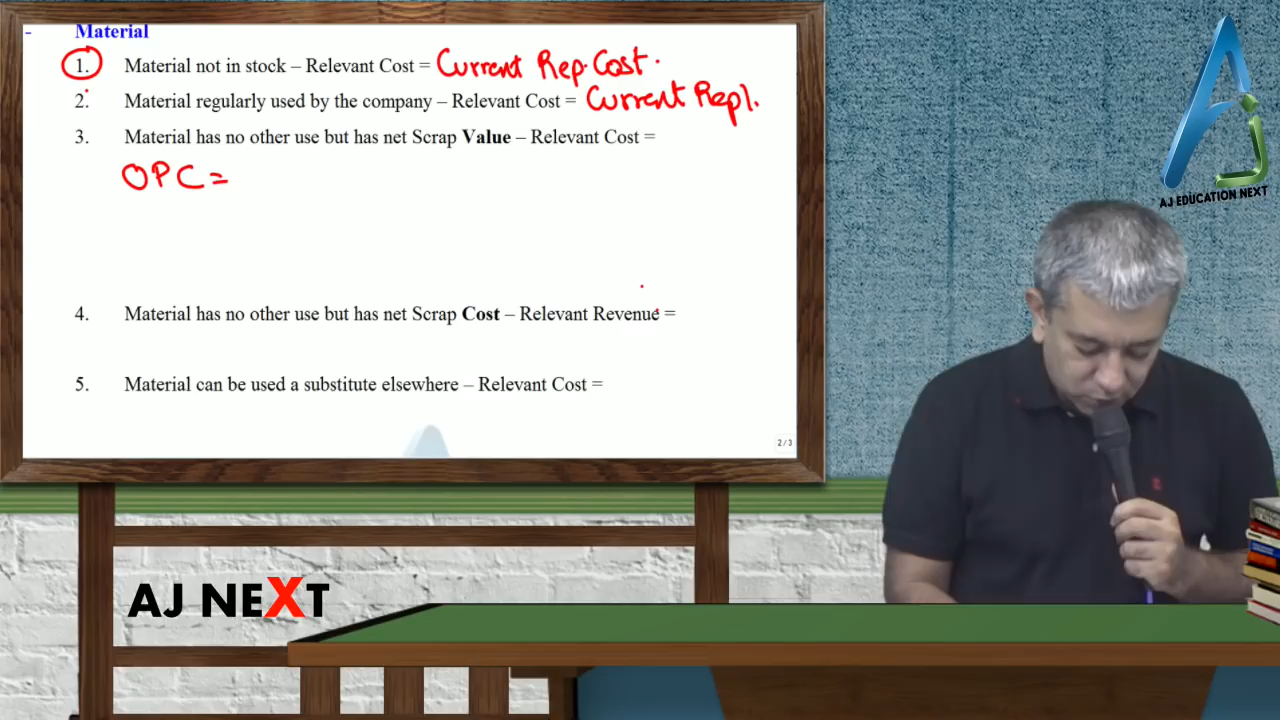 - Material
1. Material not in stock – Relevant Cost = Current Rep. Cost.
2. Material regularly used by the company – Relevant Cost = Current Repl.
3. Material has no other use but has net Scrap Value – Relevant Cost =
OPC =
4. Material has no other use but has net Scrap Cost – Relevant Revenue =
5. Material can be used a substitute elsewhere – Relevant Cost =
2 / 3
AJ EDUCATION NEXT
AJ NEXT